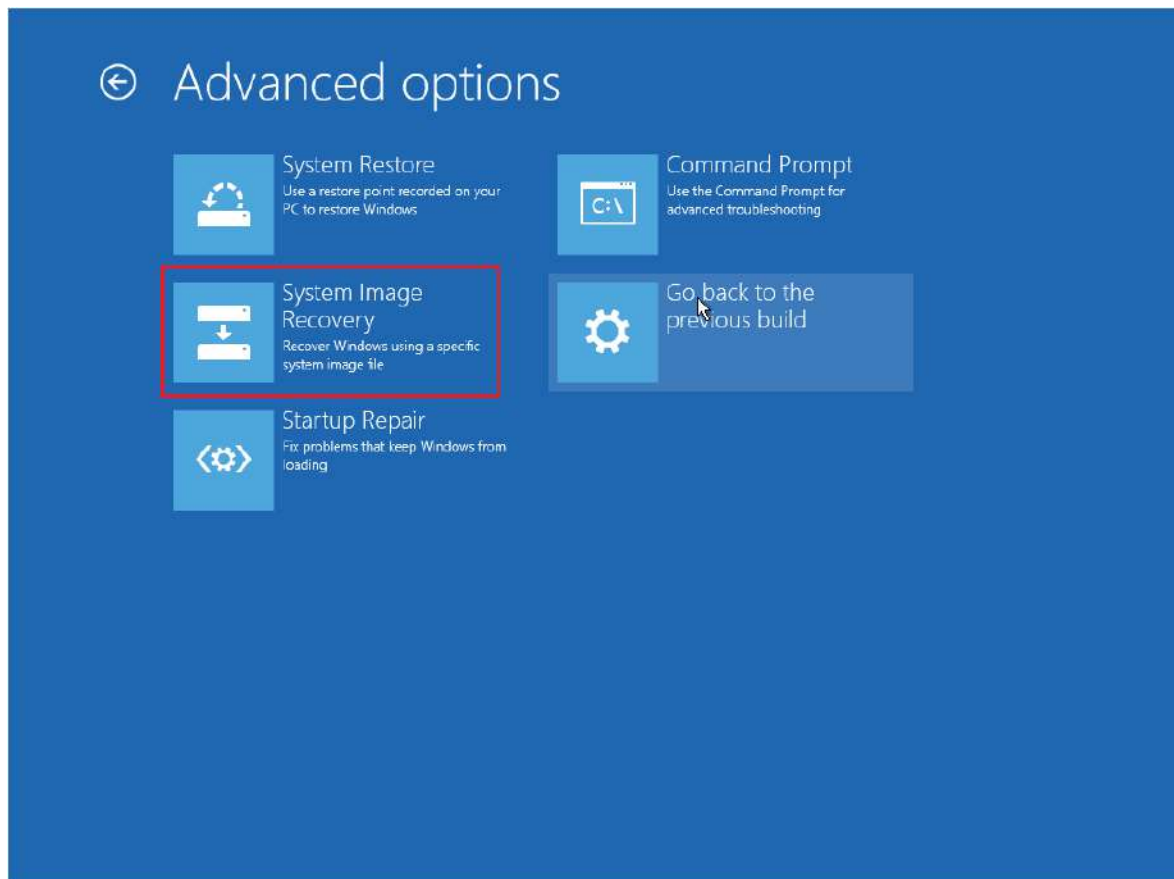 Advanced options
System Restore
Use a restore point recorded on your
PC to restore Windows
System Image
Recovery
Recover Windows using a specific
system image file
Startup Repair
Fix problems that keep Windows from
loading
Command Prompt
Use the Command Prompt for
advanced troubleshooting
C:\
Go back to the
previous build